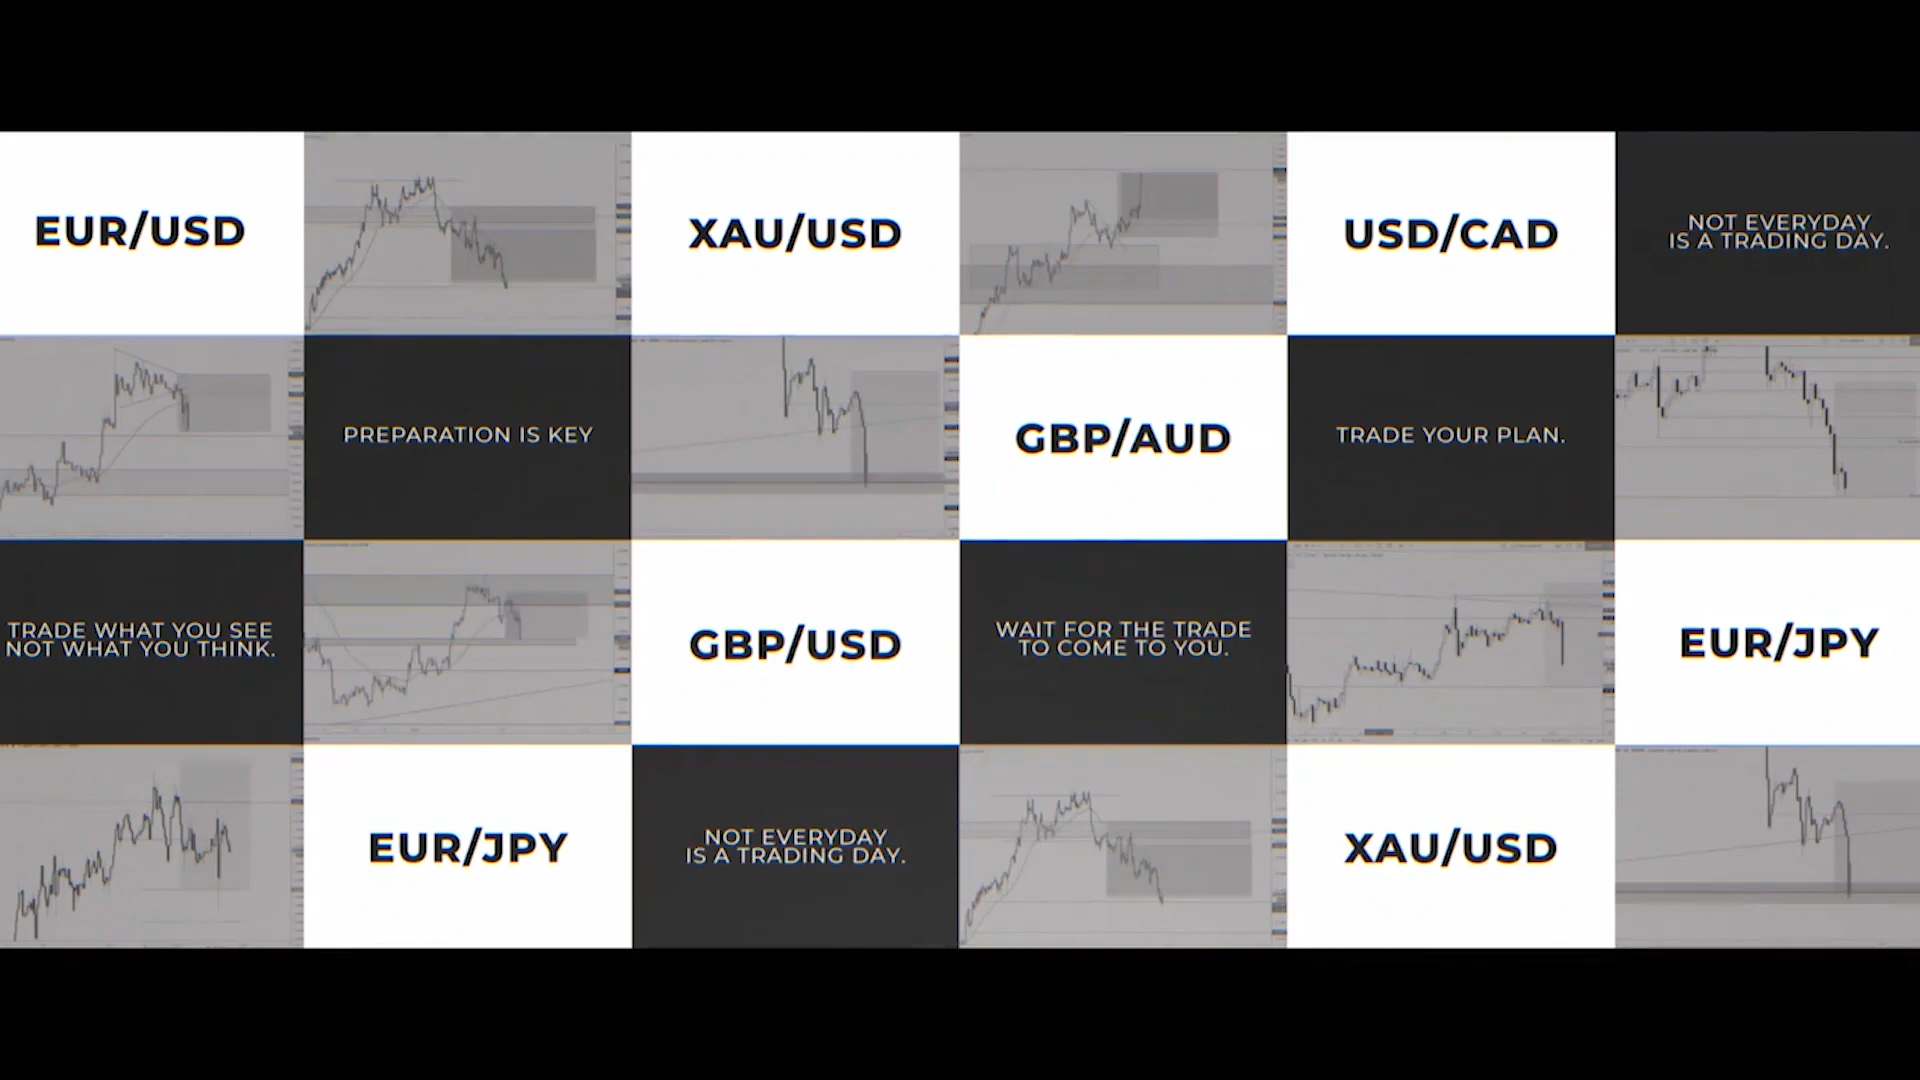 EUR/USD
XAU/USD
USD/CAD
NOT EVERYDAY
IS A TRADING DAY.
PREPARATION IS KEY
GBP/AUD
TRADE YOUR PLAN.
TRADE WHAT YOU SEE
NOT WHAT YOU THINK.
GBP/USD
WAIT FOR THE TRADE
TO COME TO YOU.
EUR/JPY
EUR/JPY
NOT EVERYDAY
IS A TRADING DAY.
XAU/USD